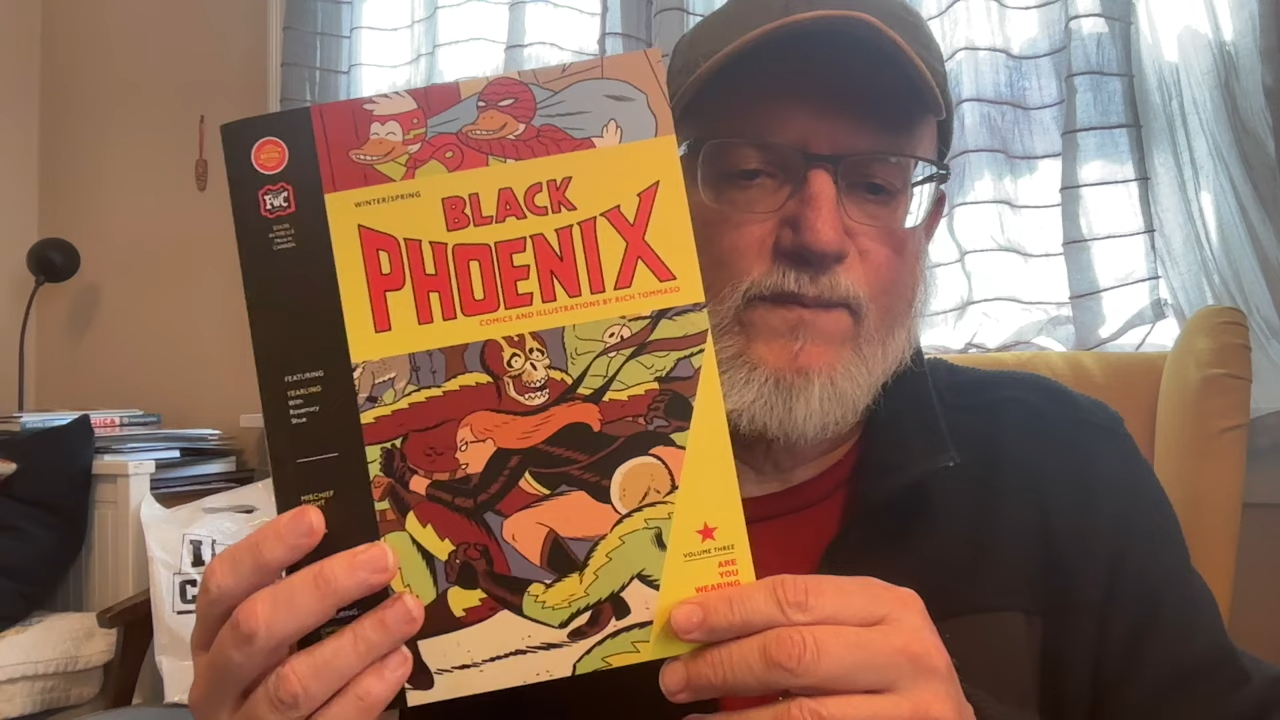 FWC
WINTER/SPRING
BLACK
PHOENIX
COMICS AND ILLUSTRATIONS BY RICH TOMMASO
FEATURING
YEARLING
With
Rosemary
Shue
MISCHIEF
VOLUME THREE
ARE
YOU
WEARING